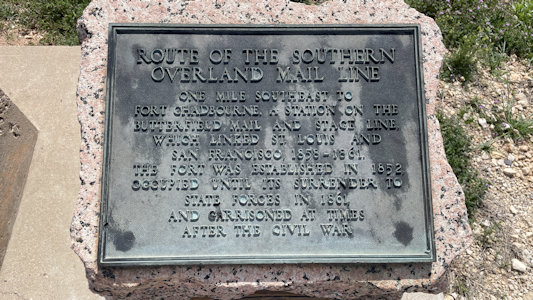 ROUTE OF THE SOUTHERN
OVERLAND MAIL LINE
ONE MILE SOUTHEAST TO
FORT CHADBOURNE, A STATION ON THE
BUTTERFIELD MAIL AND STAGE LINE,
WHICH LINKED ST. LOUIS AND
SAN FRANCISCO, 1858-1861.
THE FORT WAS ESTABLISHED IN 1852
OCCUPIED UNTIL ITS SURRENDER TO
STATE FORCES IN 1861,
AND GARRISONED AT TIMES
AFTER THE CIVIL WAR